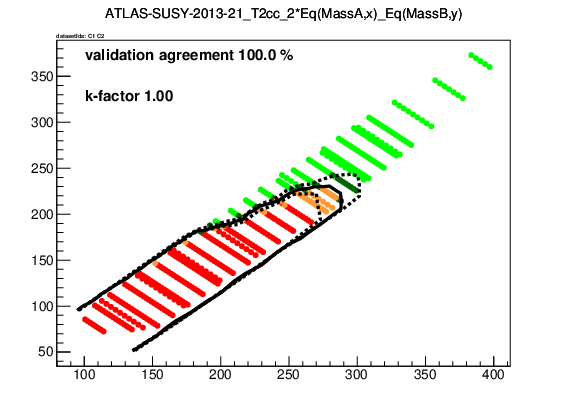 ATLAS-SUSY-2013-21_T2cc_2*Eq(MassA,x)_Eq(MassB,y)
datasetIds: C1 C2
validation agreement 100.0 %
k-factor 1.00
350
300
250
200
150
100
50
100 150 200 250 300 350 400